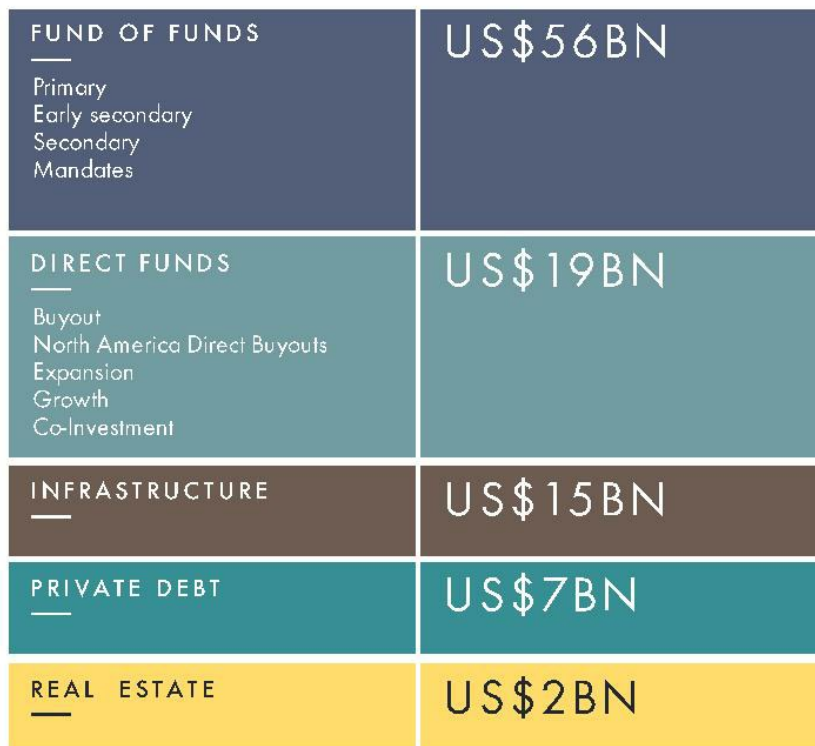 FUND OF FUNDS
Primary
Early secondary
Secondary
Mandates
US$56BN
DIRECT FUNDS
Buyout
North America Direct Buyouts
Expansion
Growth
Co-Investment
US$19BN
INFRASTRUCTURE
US$15BN
PRIVATE DEBT
US$7BN
REAL ESTATE
US$2BN